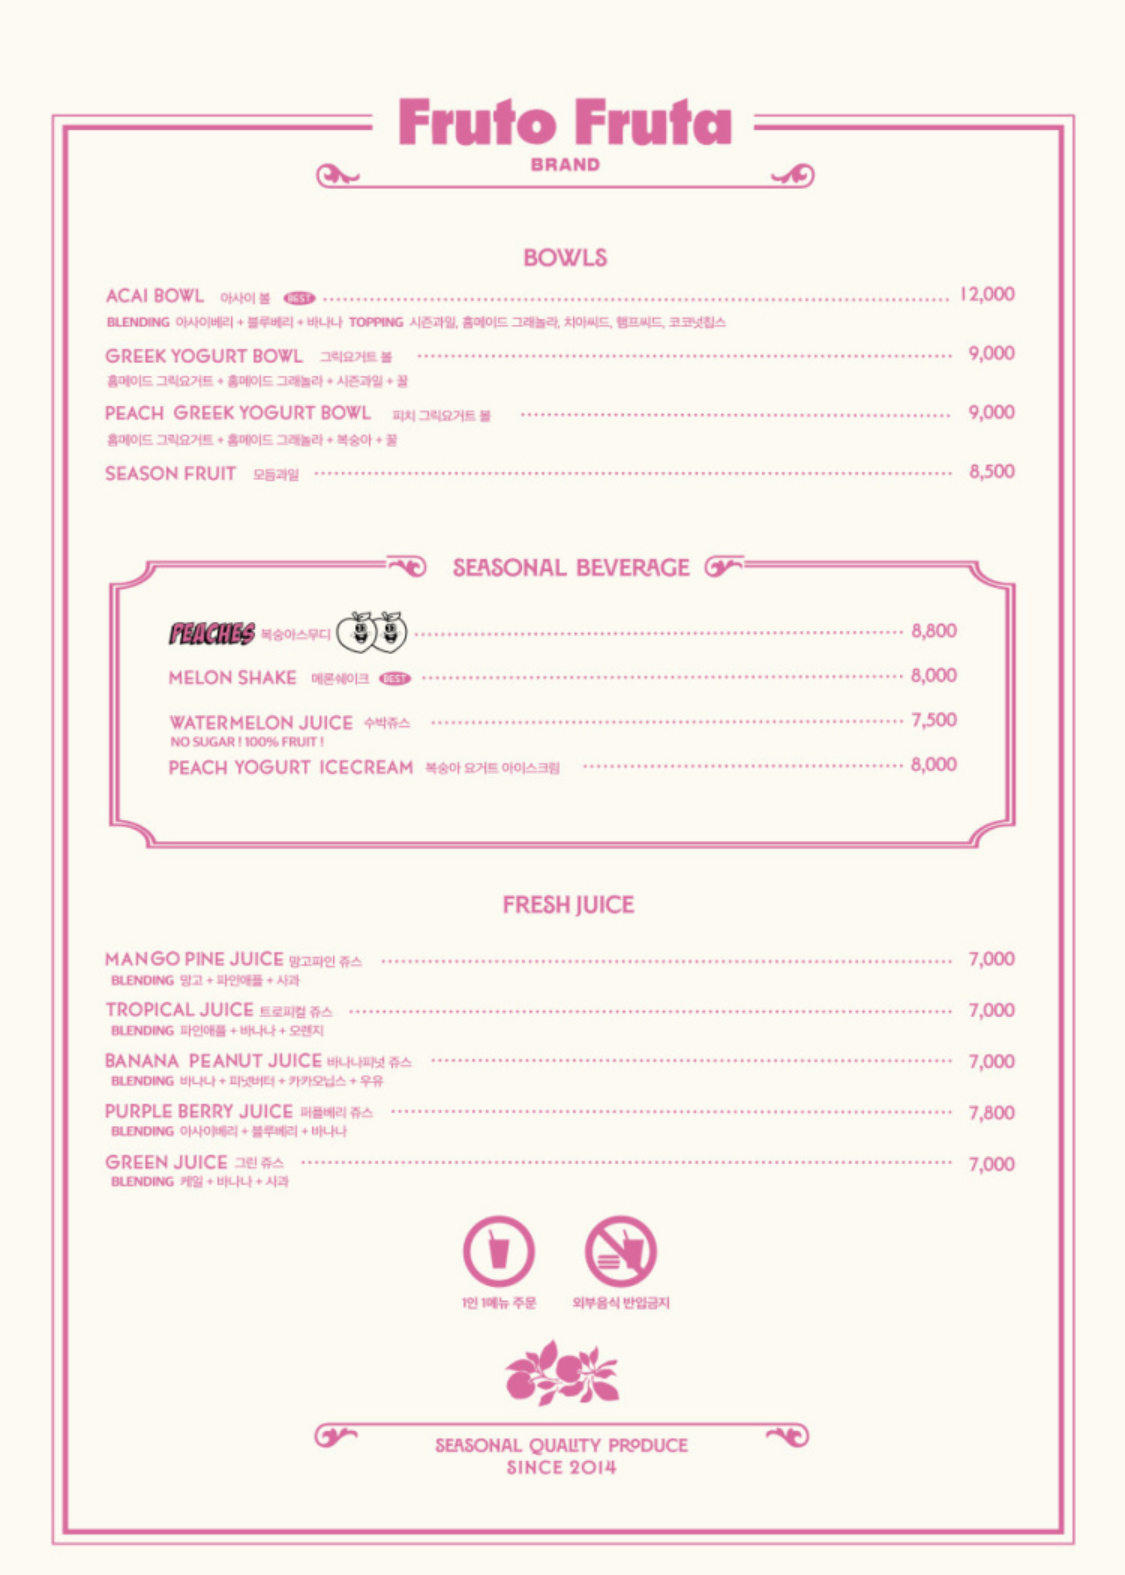 Fruto Fruta
BRAND
BOWLS
ACAI BOWL 아사이 볼 BEST 12,000
BLENDING 아사이베리 + 블루베리 + 바나나 TOPPING 시즌과일, 홈메이드 그래놀라, 치아씨드, 햄프씨드, 코코넛칩스
GREEK YOGURT BOWL 그릭요거트 볼 9,000
홈메이드 그릭요거트 + 홈메이드 그래놀라 + 시즌과일 + 꿀
PEACH GREEK YOGURT BOWL 피치 그릭요거트 볼 9,000
홈메이드 그릭요거트 + 홈메이드 그래놀라 + 복숭아 + 꿀
SEASON FRUIT 모듬과일 8,500
SEASONAL BEVERAGE
PEACHES 복숭아스무디 8,800
MELON SHAKE 메론쉐이크 BEST 8,000
WATERMELON JUICE 수박쥬스 7,500
NO SUGAR ! 100% FRUIT !
PEACH YOGURT ICECREAM 복숭아 요거트 아이스크림 8,000
FRESH JUICE
MANGO PINE JUICE 망고파인 쥬스 7,000
BLENDING 망고 + 파인애플 + 사과
TROPICAL JUICE 트로피컬 쥬스 7,000
BLENDING 파인애플 + 바나나 + 오렌지
BANANA PEANUT JUICE 바나나피넛 쥬스 7,000
BLENDING 바나나 + 피넛버터 + 카카오닙스 + 우유
PURPLE BERRY JUICE 퍼플베리 쥬스 7,800
BLENDING 아사이베리 + 블루베리 + 바나나
GREEN JUICE 그린 쥬스 7,000
BLENDING 케일 + 바나나 + 사과
1인 1메뉴 주문 외부음식 반입금지
SEASONAL QUALITY PRODUCE
SINCE 2014